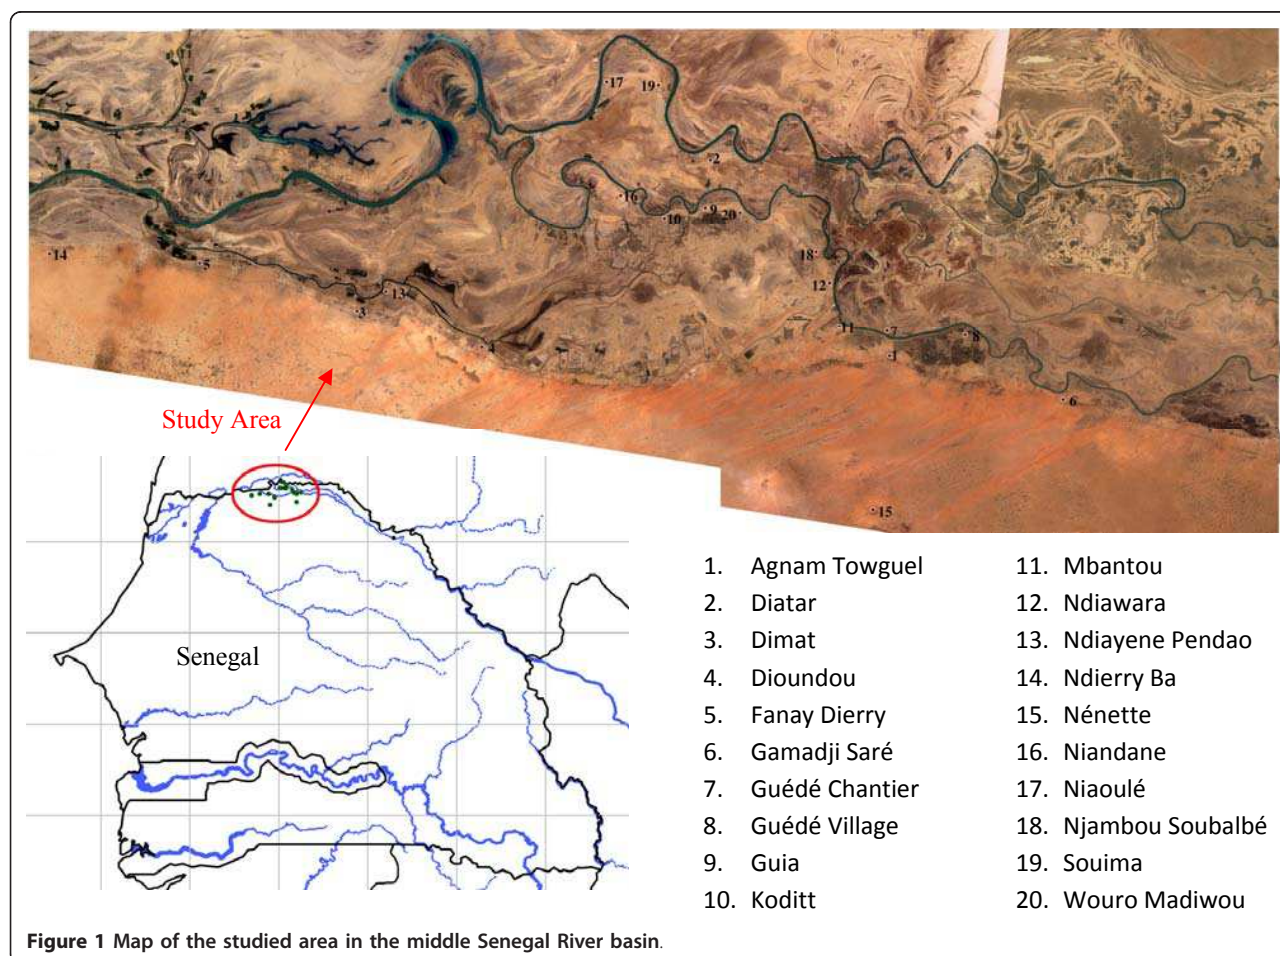 17
19
2
16
9
20
10
14
5
18
12
13
3
11
7
8
4
1
6
15
Study Area
Senegal
1. Agnam Towguel
2. Diatar
3. Dimat
4. Dioundou
5. Fanay Dierry
6. Gamadji Saré
7. Guédé Chantier
8. Guédé Village
9. Guia
10. Koditt
11. Mbantou
12. Ndiawara
13. Ndiayene Pendao
14. Ndierry Ba
15. Nénette
16. Niandane
17. Niaoulé
18. Njambou Soubalbé
19. Souima
20. Wouro Madiwou
Figure 1 Map of the studied area in the middle Senegal River basin.